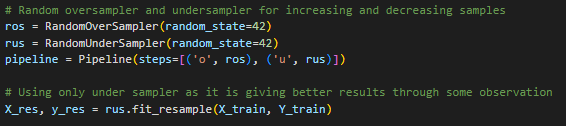 # Random oversampler and undersampler for increasing and decreasing samples
ros = RandomOverSampler(random_state=42)
rus = RandomUnderSampler(random_state=42)
pipeline = Pipeline(steps=[('o', ros), ('u', rus)])
# Using only under sampler as it is giving better results through some observation
X_res, y_res = rus.fit_resample(X_train, Y_train)